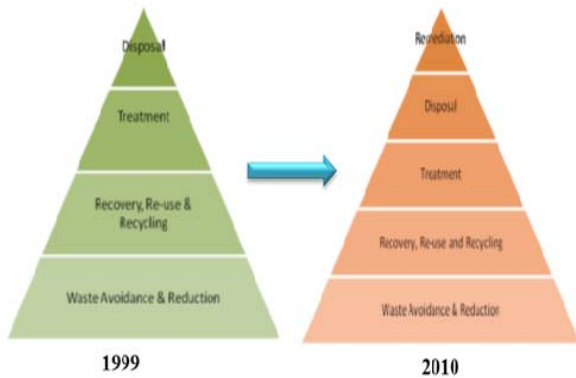 Disposal
Treatment
Recovery, Re-use &
Recycling
Waste Avoidance & Reduction
1999
Remediation
Disposal
Treatment
Recovery, Re-use and Recycling
Waste Avoidance & Reduction
2010